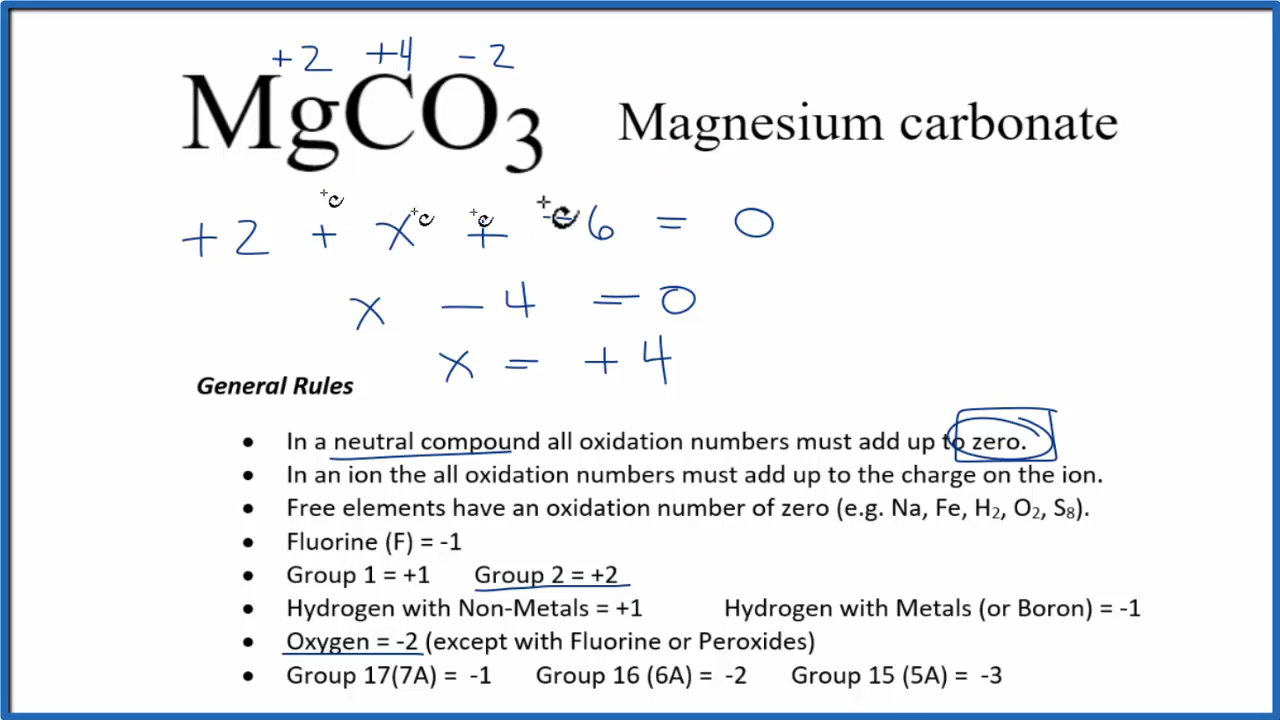 +2 +4 -2
MgCO3 Magnesium carbonate
+2 + x + -6 = 0
x - 4 = 0
x = +4
General Rules
• In a neutral compound all oxidation numbers must add up to zero.
• In an ion the all oxidation numbers must add up to the charge on the ion.
• Free elements have an oxidation number of zero (e.g. Na, Fe, H2, O2, S8).
• Fluorine (F) = -1
• Group 1 = +1 Group 2 = +2
• Hydrogen with Non-Metals = +1 Hydrogen with Metals (or Boron) = -1
• Oxygen = -2 (except with Fluorine or Peroxides)
• Group 17(7A) = -1 Group 16 (6A) = -2 Group 15 (5A) = -3